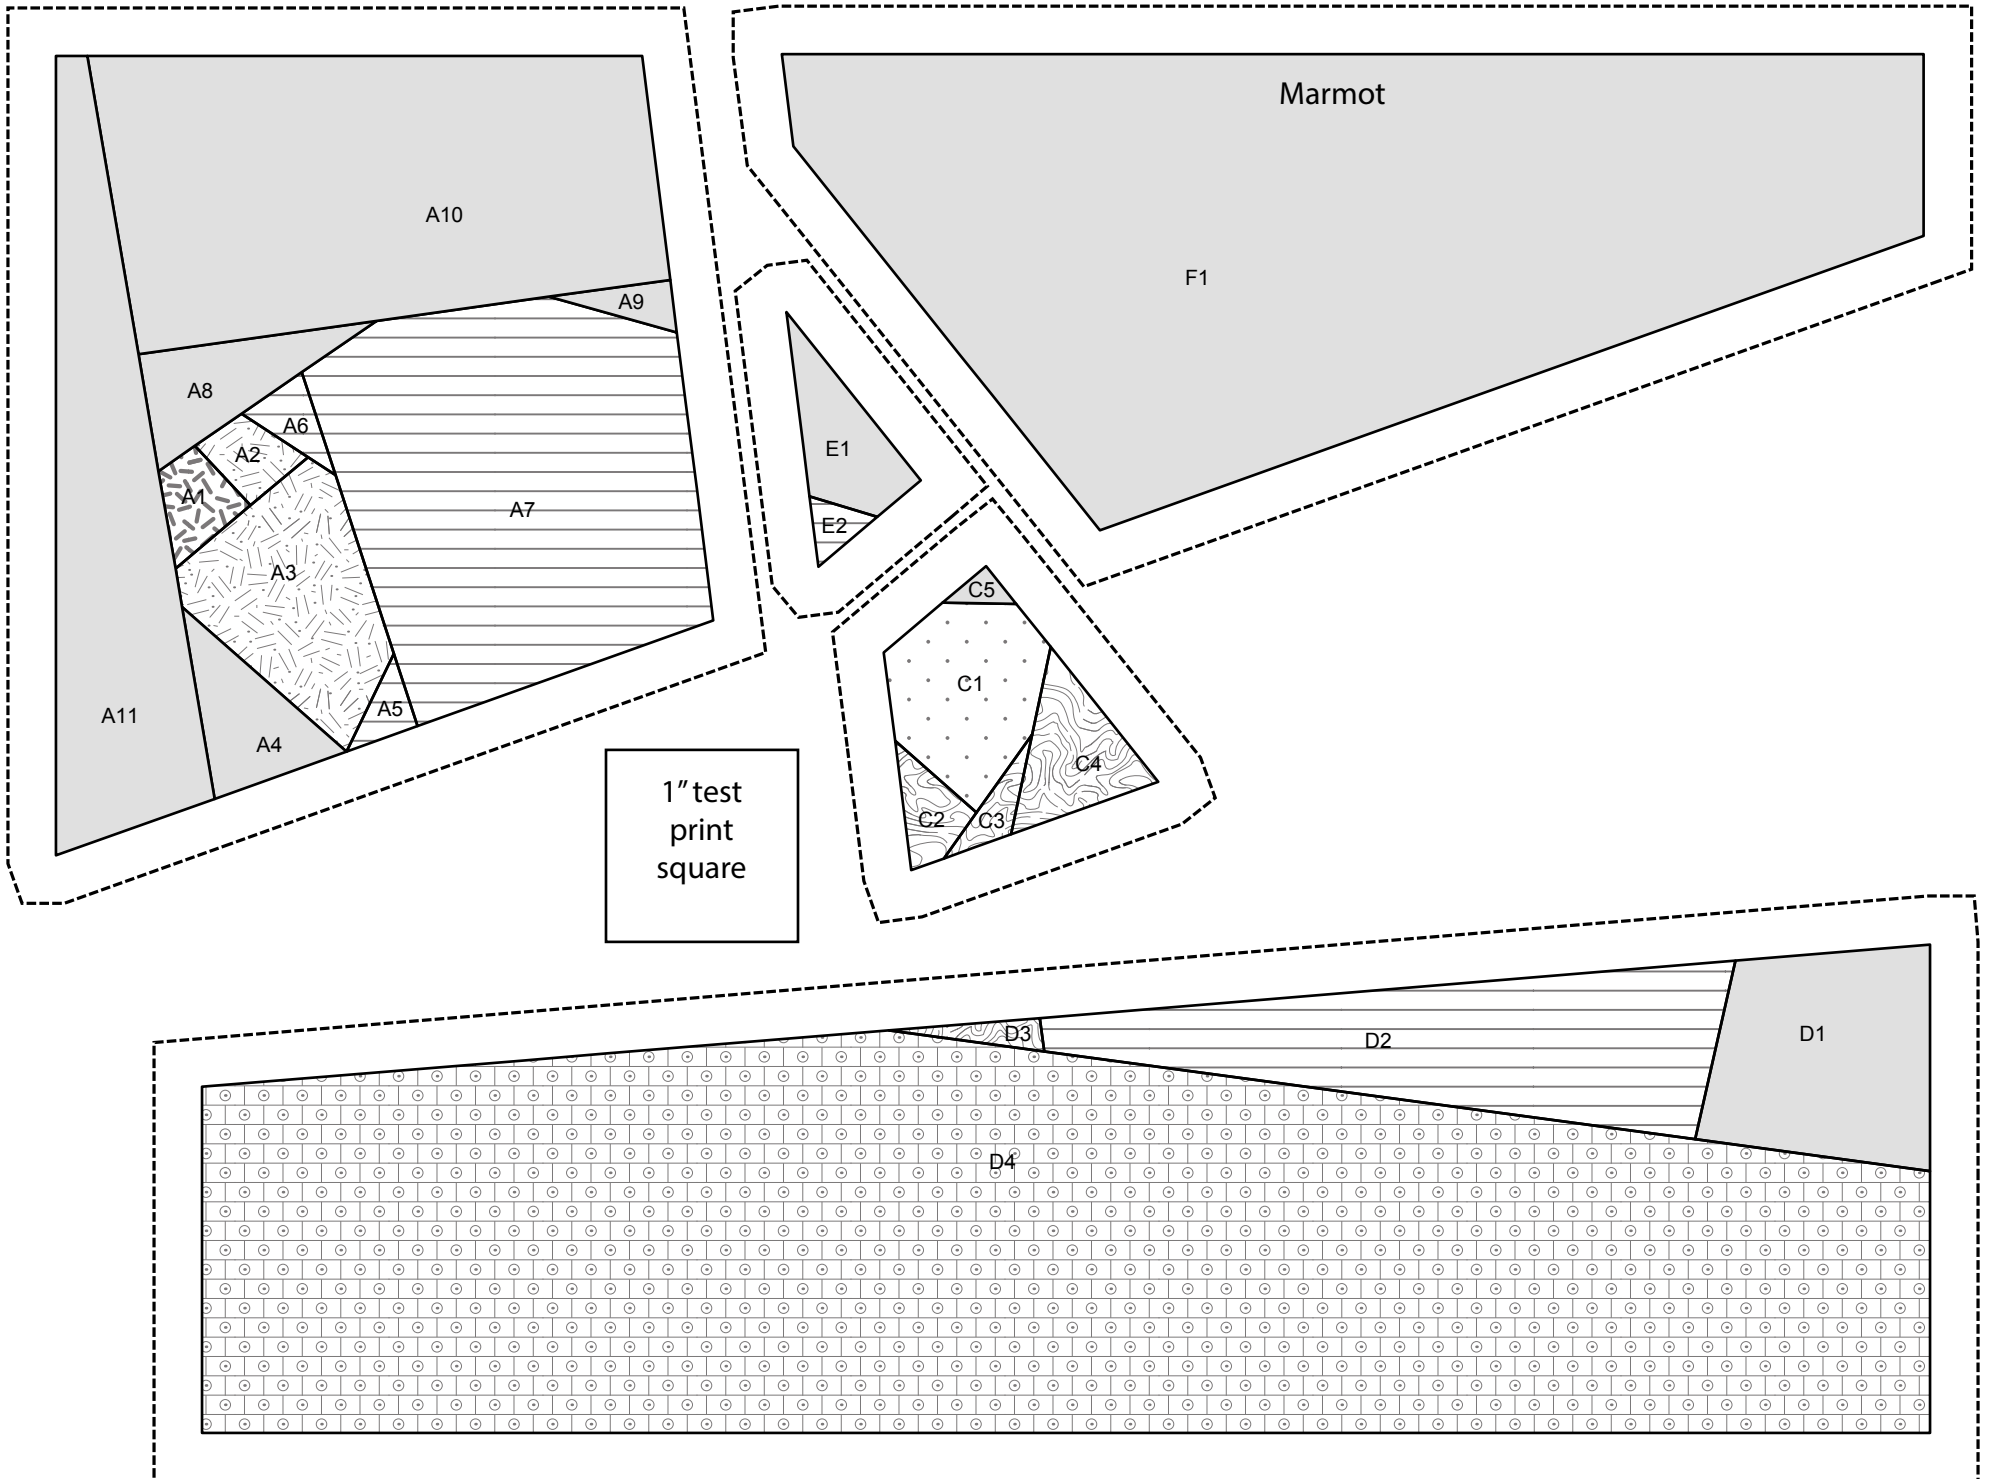 Marmot
A10
F1
A9
A8
A6
A2
A1
A7
A3
E1
E2
C5
C1
A5
A11
A4
C4
C2
C3
1” test
print
square
D3
D2
D1
D4